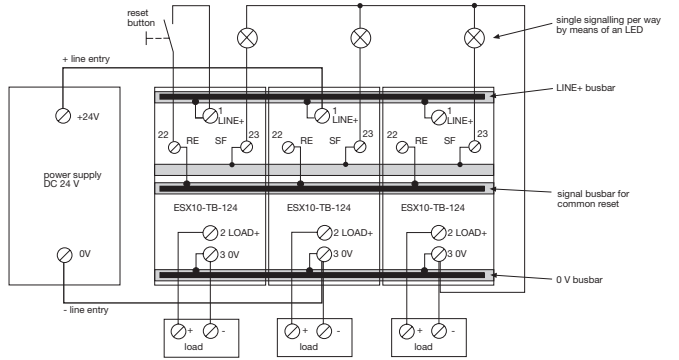 reset
button
single signalling per way
by means of an LED
+ line entry
LINE+ busbar
+24V
1
LINE+
1
LINE+
1
LINE+
22
RE
SF
23
22
RE
SF
23
22
RE
SF
23
power supply
DC 24 V
signal busbar for
common reset
ESX10-TB-124
ESX10-TB-124
ESX10-TB-124
2 LOAD+
2 LOAD+
2 LOAD+
0V
3 0V
3 0V
3 0V
0 V busbar
- line entry
+ -
+ -
+ -
load
load
load